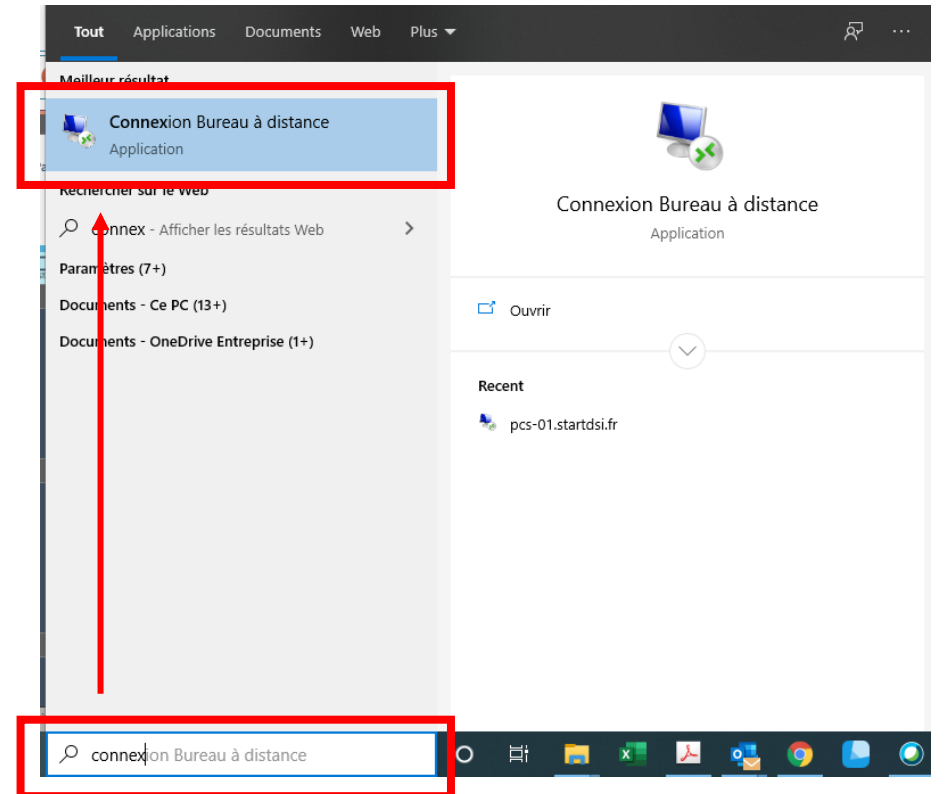 Tout Applications Documents Web Plus
Meilleur résultat
Connexion Bureau à distance
Application
Rechercher sur le Web
connex - Afficher les résultats Web
Paramètres (7+)
Documents - Ce PC (13+)
Documents - OneDrive Entreprise (1+)
Connexion Bureau à distance
Application
Ouvrir
Recent
pcs-01.startdsi.fr
connexion Bureau à distance